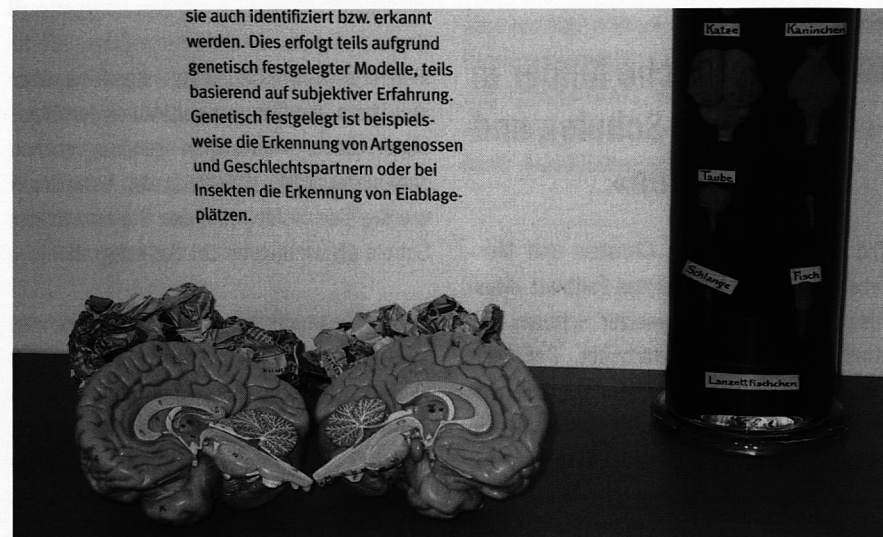 sie auch identifiziert bzw. erkannt
werden. Dies erfolgt teils aufgrund
genetisch festgelegter Modelle, teils
basierend auf subjektiver Erfahrung.
Genetisch festgelegt ist beispiels-
weise die Erkennung von Artgenossen
und Geschlechtspartnern oder bei
Insekten die Erkennung von Eiablage-
plätzen.
Katze
Kaninchen
Taube
Schlange
Fisch
Lanzettfischchen